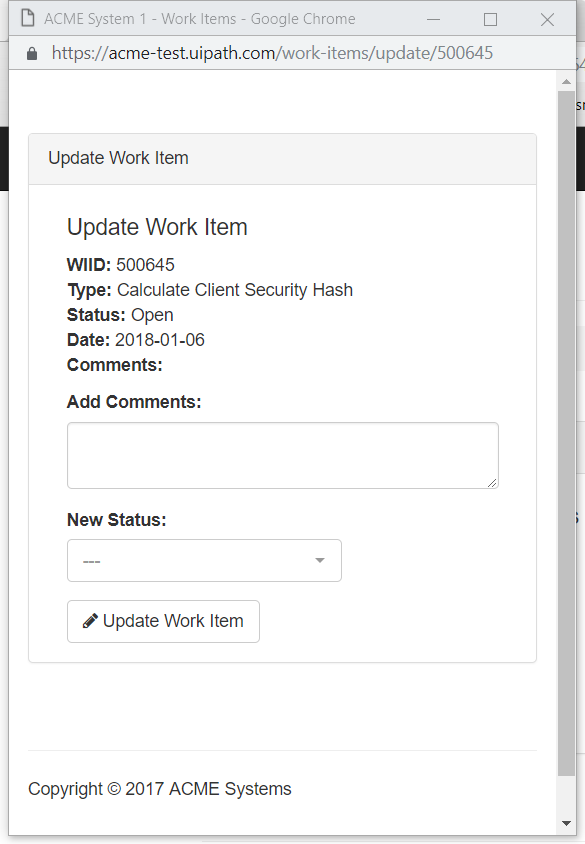 ACME System 1 - Work Items - Google Chrome
https://acme-test.uipath.com/work-items/update/500645
Update Work Item
Update Work Item
WIID: 500645
Type: Calculate Client Security Hash
Status: Open
Date: 2018-01-06
Comments:
Add Comments:
New Status:
---
Update Work Item
Copyright © 2017 ACME Systems